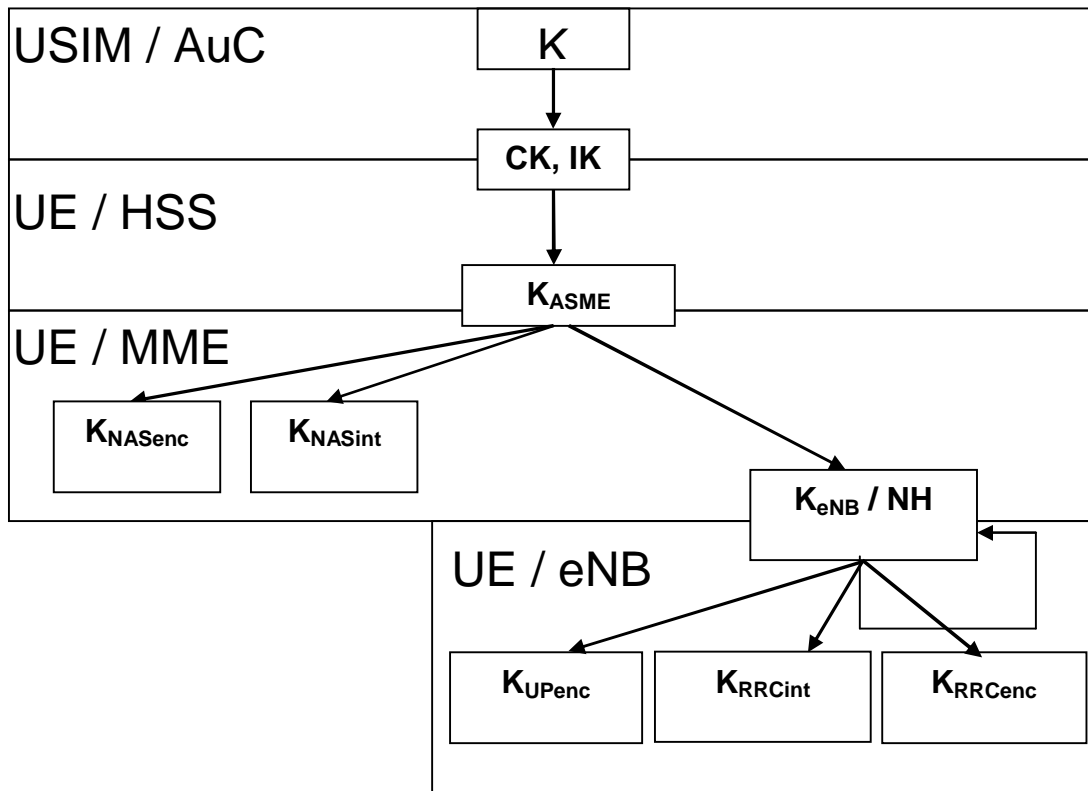 USIM / AuC
K
CK, IK
UE / HSS
KASME
UE / MME
KNASenc
KNASint
KeNB / NH
UE / eNB
KUPenc
KRRCint
KRRCenc